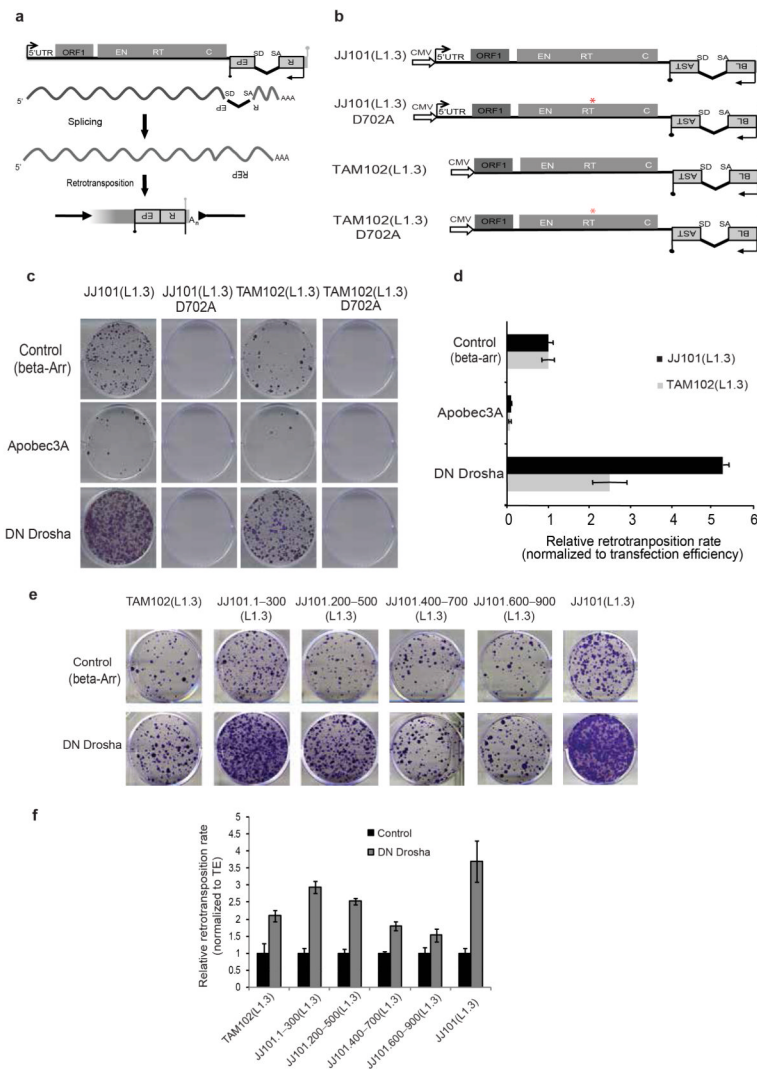 a
5'UTR ORF1 EN RT C EP SD SA R
5' EP SD SA R AAA
Splicing
5' REP AAA
Retrotransposition
EP R An
b
JJ101(L1.3) CMV 5'UTR ORF1 EN RT C AST SD SA BL
JJ101(L1.3) D702A CMV 5'UTR ORF1 EN RT * C AST SD SA BL
TAM102(L1.3) CMV ORF1 EN RT C AST SD SA BL
TAM102(L1.3) D702A CMV ORF1 EN RT * C AST SD SA BL
c
JJ101(L1.3) JJ101(L1.3) D702A TAM102(L1.3) TAM102(L1.3) D702A
Control (beta-Arr)
Apobec3A
DN Drosha
d
Control (beta-arr)
Apobec3A
DN Drosha
JJ101(L1.3)
TAM102(L1.3)
0 1 2 3 4 5 6
Relative retrotranposition rate
(normalized to transfection efficiency)
e
TAM102(L1.3) JJ101.1–300 (L1.3) JJ101.200–500 (L1.3) JJ101.400–700 (L1.3) JJ101.600–900 (L1.3) JJ101(L1.3)
Control (beta-Arr)
DN Drosha
f
Relative retrotransposition rate
(normalized to TE)
5
4.5
4
3.5
3
2.5
2
1.5
1
0.5
0
Control
DN Drosha
TAM102(L1.3)
JJ101.1–300(L1.3)
JJ101.200–500(L1.3)
JJ101.400–700(L1.3)
JJ101.600–900(L1.3)
JJ101(L1.3)